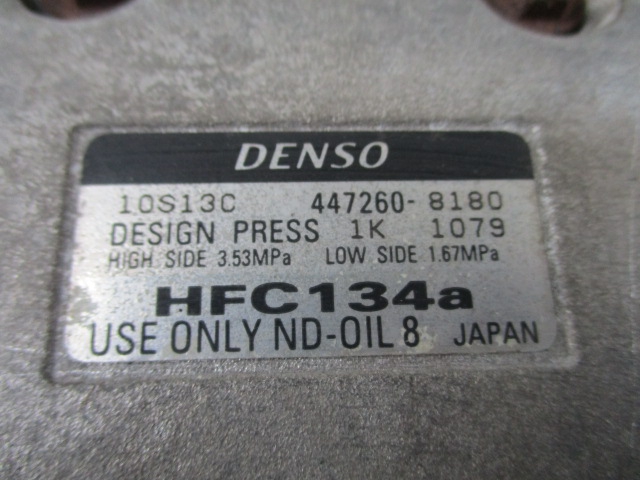 DENSO
10S13C 447260-8180
DESIGN PRESS 1K 1079
HIGH SIDE 3.53MPa LOW SIDE 1.67MPa
HFC134a
USE ONLY ND-OIL 8 JAPAN